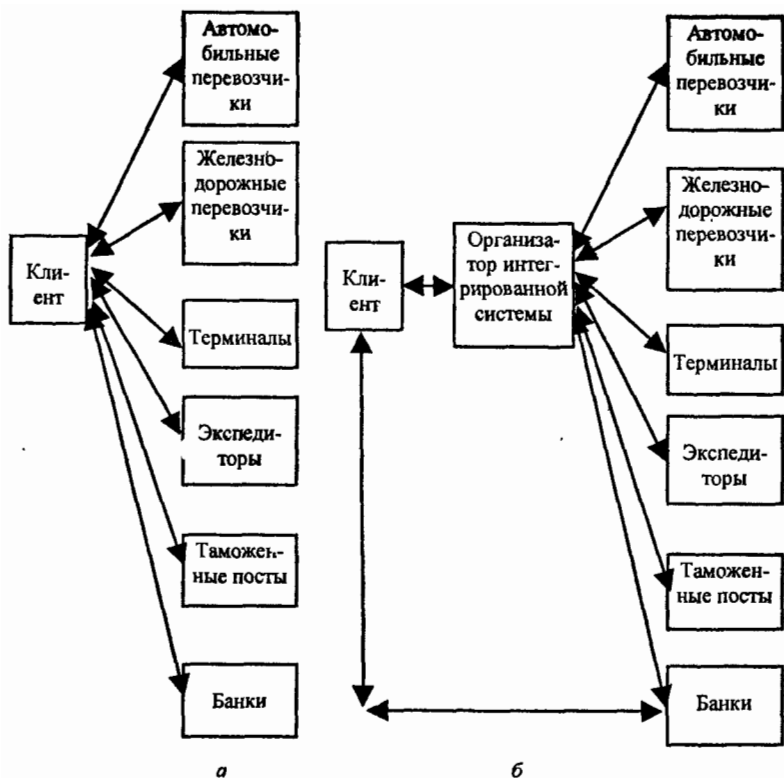 Автомо-
бильные
перевозчи-
ки
Железно-
дорожные
перевозчи-
ки
Кли-
ент
Терминалы
Экспеди-
торы
Таможен-
ные посты
Банки
а
Автомо-
бильные
перевозчи-
ки
Железно-
дорожные
перевозчи-
ки
Кли-
ент
Организа-
тор интег-
рированной
системы
Терминалы
Экспеди-
торы
Таможен-
ные посты
Банки
б